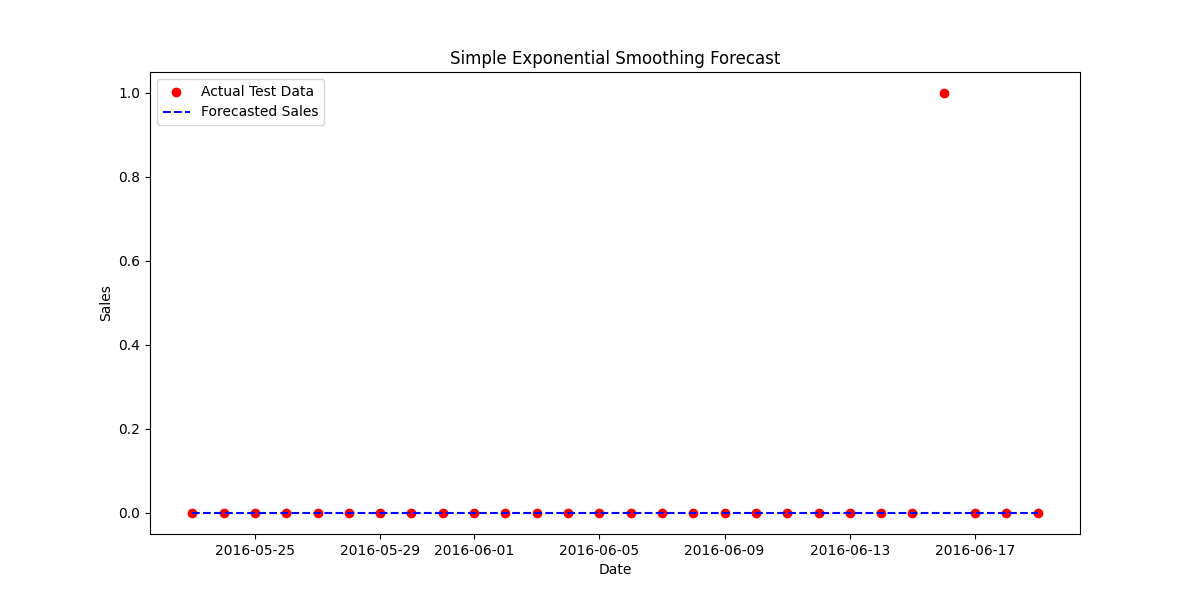 Simple Exponential Smoothing Forecast
Actual Test Data
Forecasted Sales
1.0
0.8
0.6
0.4
0.2
0.0
Sales
2016-05-25 2016-05-29 2016-06-01 2016-06-05 2016-06-09 2016-06-13 2016-06-17
Date